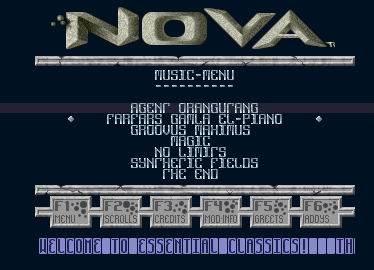 NOVA
MUSIC-MENU
----------
AGENT ORANGUTANG
FARFARS GAMLA EL-PIANO
GROOVUS MAXIMUS
MAGIC
NO LIMITS
SYNTHETIC FIELDS
THE END
F1 F2 F3 F4 F5 F6
MENU SCROLLS CREDITS MOD-INFO GREETS ADDYS
WELCOME TO ESSENTIAL CLASSICS! TH